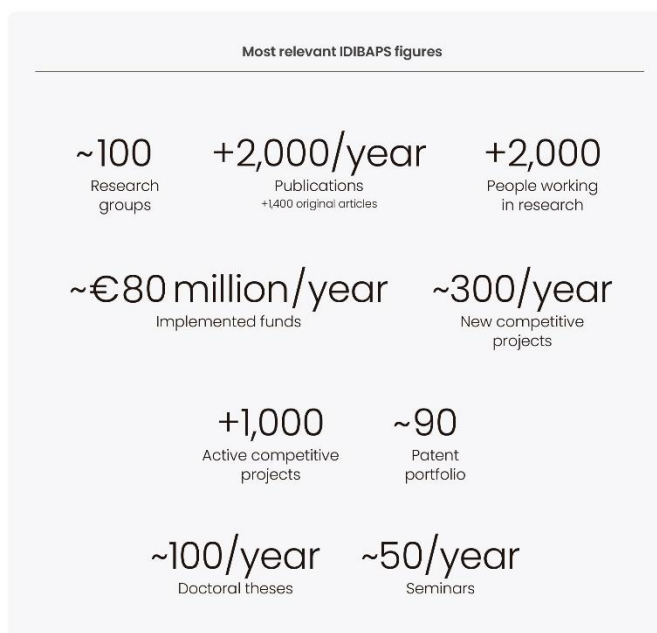 Most relevant IDIBAPS figures
~100
Research
groups
+2,000/year
Publications
+1,400 original articles
+2,000
People working
in research
~€80 million/year
Implemented funds
~300/year
New competitive
projects
+1,000
Active competitive
projects
~90
Patent
portfolio
~100/year
Doctoral theses
~50/year
Seminars